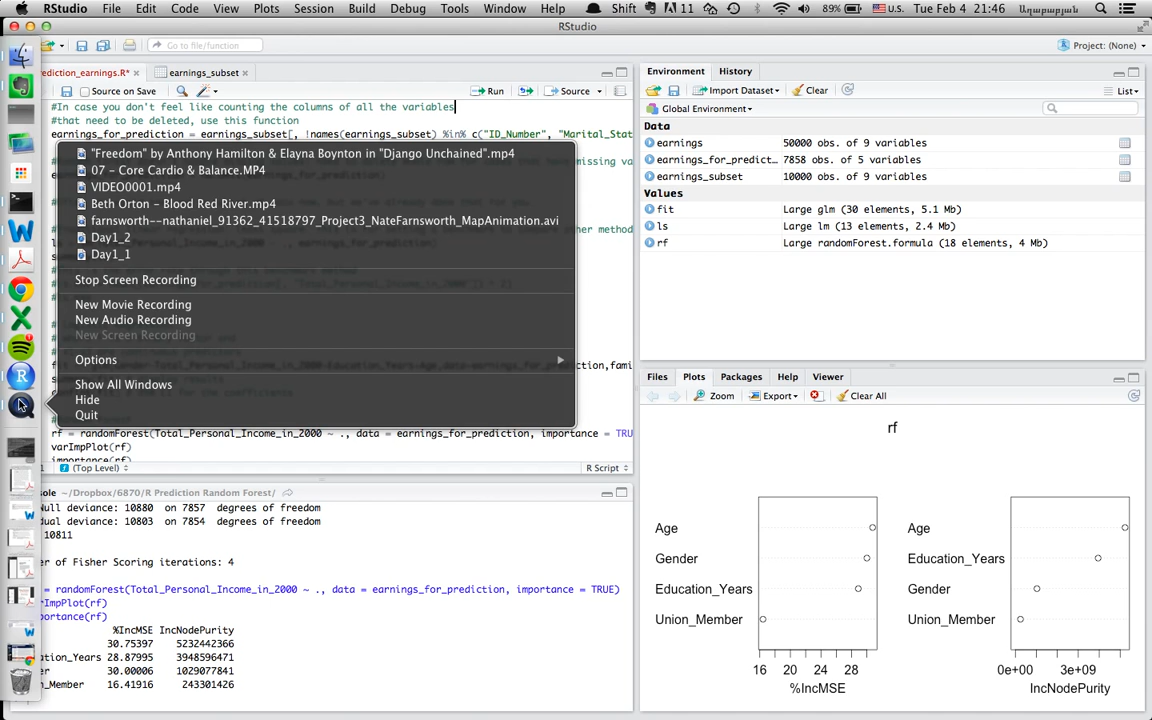 RStudio File Edit Code View Plots Session Build Debug Tools Window Help Shift 11 89% U.S. Tue Feb 4 21:46 Աղաբաբյան
RStudio
Go to file/function
Project: (None)
ediction_earnings.R*
earnings_subset
Source on Save
Run
Source
#In case you don't feel like counting the columns of all the variables
#that need to be deleted, use this function
earnings_for_prediction = earnings_subset[, !names(earnings_subset) %in% c("ID_Number", "Marital_Stat
"Freedom" by Anthony Hamilton & Elayna Boynton in "Django Unchained".mp4
07 – Core Cardio & Balance.MP4
VIDEO0001.mp4
Beth Orton – Blood Red River.mp4
farnsworth--nathaniel_91362_41518797_Project3_NateFarnsworth_MapAnimation.avi
Day1_2
Day1_1
Stop Screen Recording
New Movie Recording
New Audio Recording
New Screen Recording
Options
Show All Windows
Hide
Quit
rf = randomForest(Total_Personal_Income_in_2000 ~ ., data = earnings_for_prediction, importance = TRU
varImpPlot(rf)
importance(rf)
(Top Level)
R Script
sole ~/Dropbox/6870/R Prediction Random Forest/
Null deviance: 10880 on 7857 degrees of freedom
dual deviance: 10803 on 7854 degrees of freedom
10811
er of Fisher Scoring iterations: 4
= randomForest(Total_Personal_Income_in_2000 ~ ., data = earnings_for_prediction, importance = TRUE)
ImpPlot(rf)
ortance(rf)
%IncMSE IncNodePurity
30.75397 5232442366
ation_Years 28.87995 3948596471
er 30.00006 1029077841
n_Member 16.41916 243301426
Environment History
Import Dataset Clear List
Global Environment
Data
earnings 50000 obs. of 9 variables
earnings_for_predict… 7858 obs. of 5 variables
earnings_subset 10000 obs. of 9 variables
Values
fit Large glm (30 elements, 5.1 Mb)
ls Large lm (13 elements, 2.4 Mb)
rf Large randomForest.formula (18 elements, 4 Mb)
Files Plots Packages Help Viewer
Zoom Export Clear All
rf
Age
Gender
Education_Years
Union_Member
16 20 24 28
%IncMSE
Age
Education_Years
Gender
Union_Member
0e+00 3e+09
IncNodePurity